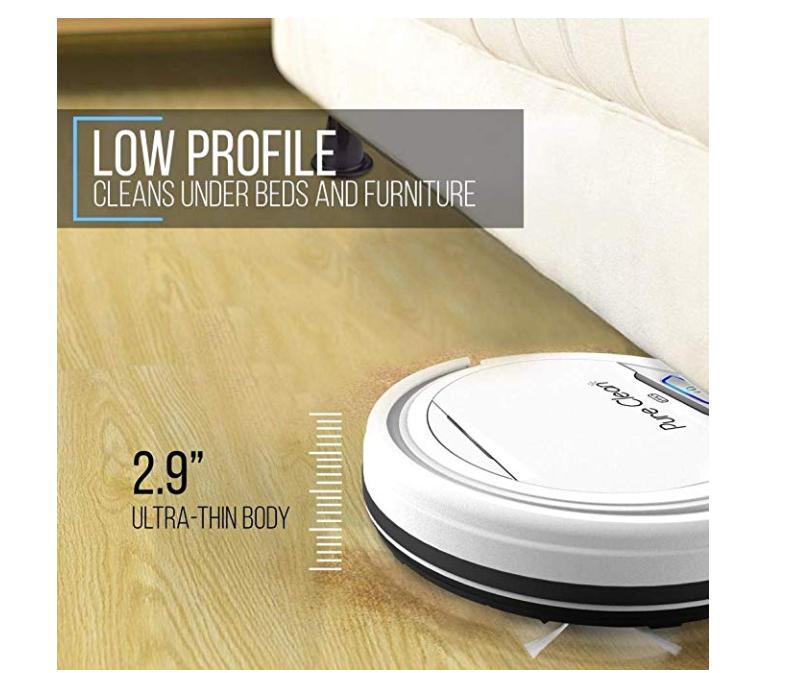 LOW PROFILE
CLEANS UNDER BEDS AND FURNITURE
Pure Clean
2.9”
ULTRA-THIN BODY